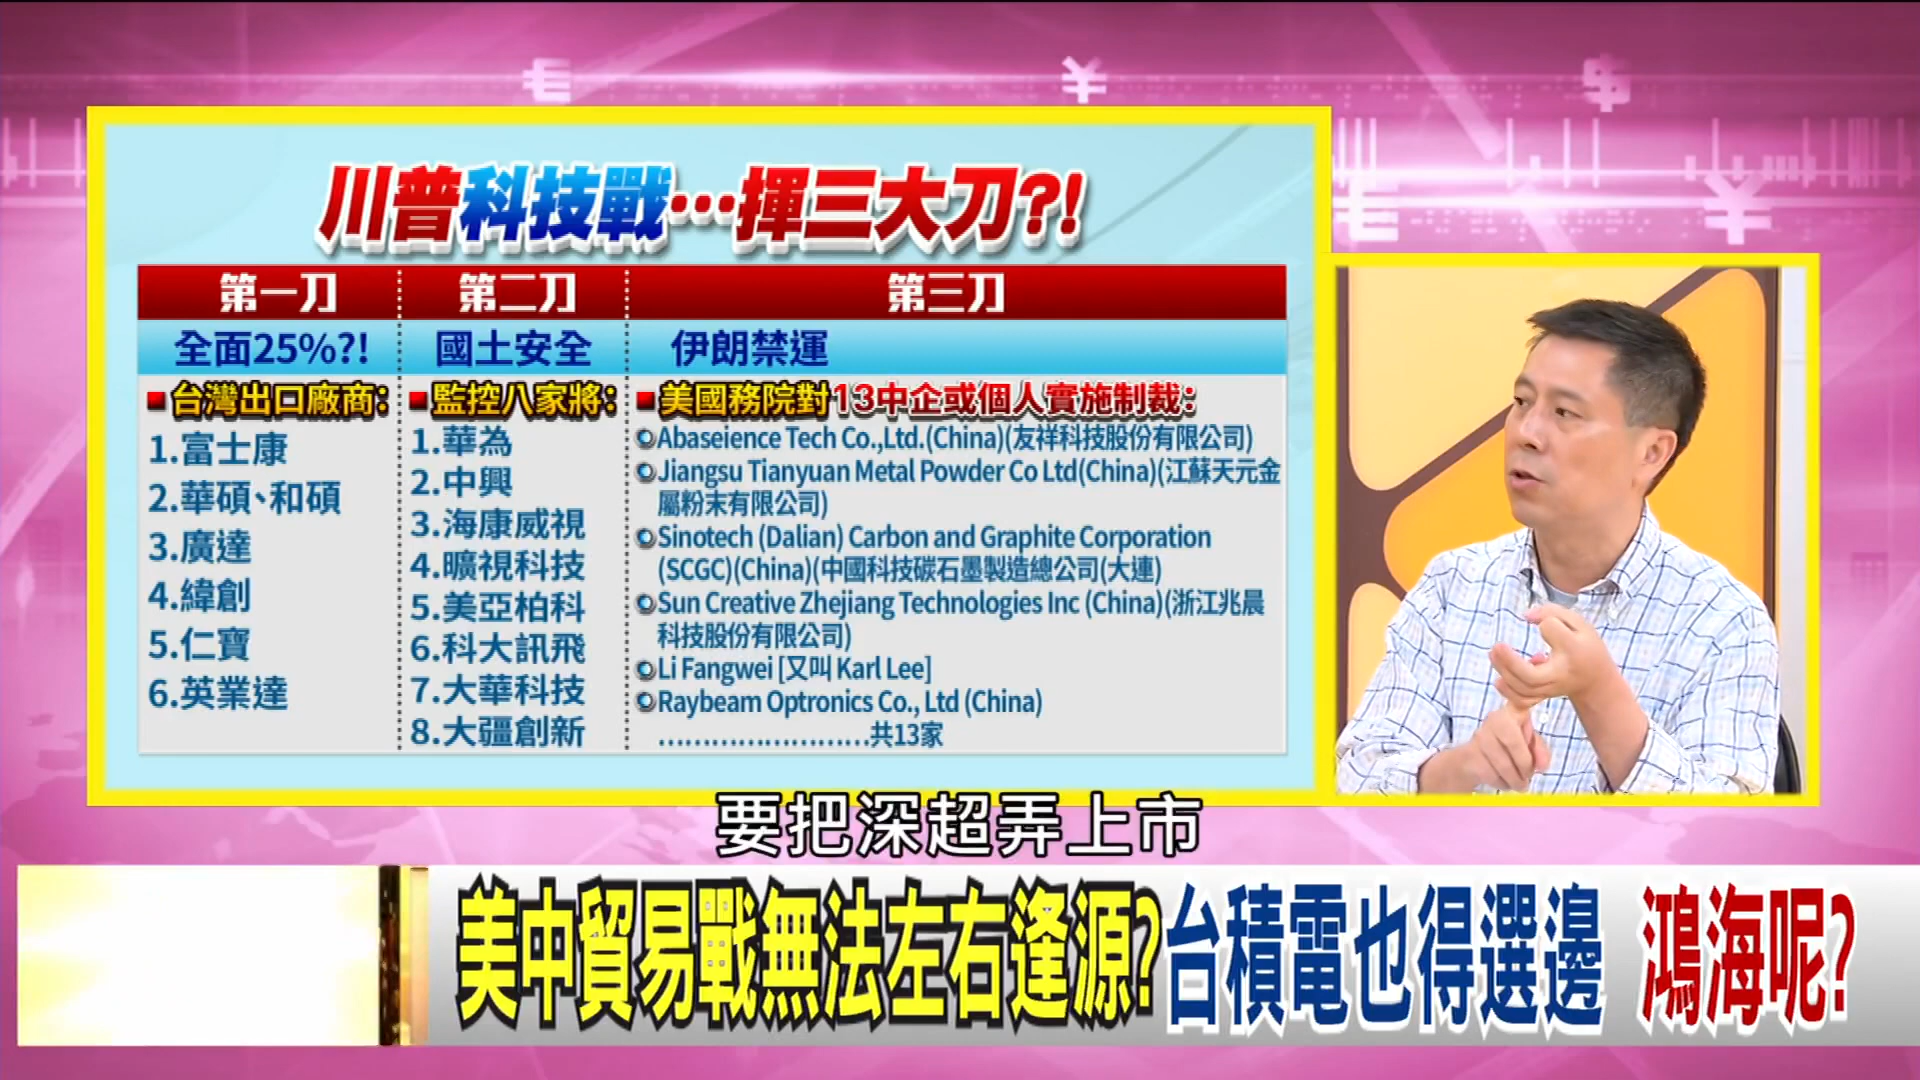 川普科技戰…揮三大刀?!
第一刀
第二刀
第三刀
全面25%?!
國土安全
伊朗禁運
▪台灣出口廠商:
1.富士康
2.華碩、和碩
3.廣達
4.緯創
5.仁寶
6.英業達
▪監控八家將:
1.華為
2.中興
3.海康威視
4.曠視科技
5.美亞柏科
6.科大訊飛
7.大華科技
8.大疆創新
▪美國務院對13中企或個人實施制裁:
Abaseience Tech Co.,Ltd.(China)(友祥科技股份有限公司)
Jiangsu Tianyuan Metal Powder Co Ltd(China)(江蘇天元金
屬粉末有限公司)
Sinotech (Dalian) Carbon and Graphite Corporation
(SCGC)(China)(中國科技碳石墨製造總公司(大連)
Sun Creative Zhejiang Technologies Inc (China)(浙江兆晨
科技股份有限公司)
Li Fangwei [又叫 Karl Lee]
Raybeam Optronics Co., Ltd (China)
........................共13家
要把深超弄上市
美中貿易戰無法左右逢源?台積電也得選邊 鴻海呢?